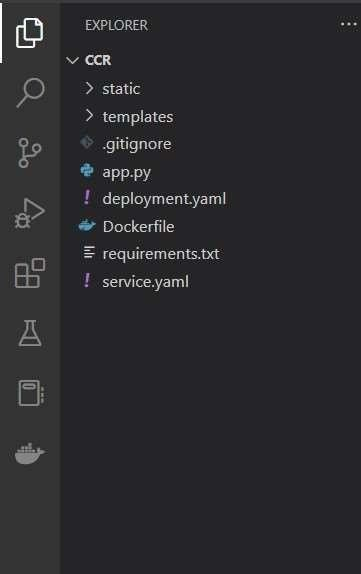 EXPLORER
CCR
static
templates
.gitignore
app.py
deployment.yaml
Dockerfile
requirements.txt
service.yaml